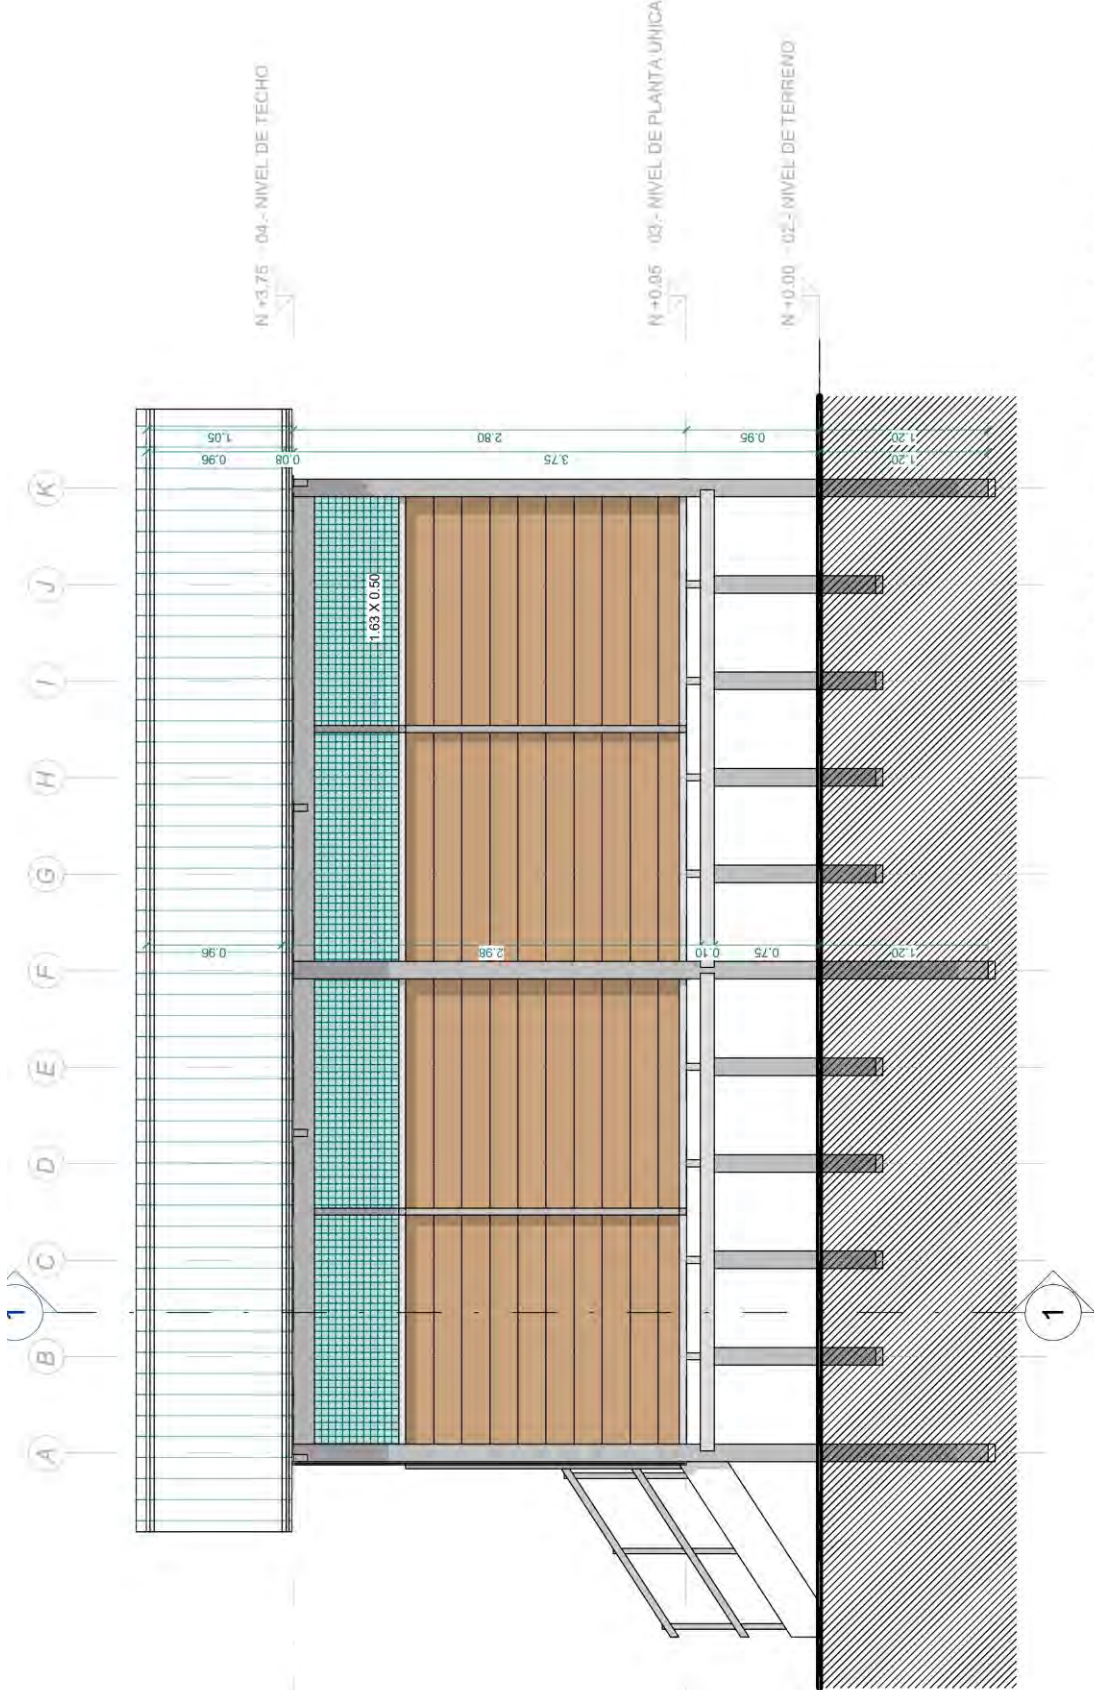 N +3.75 - 04.- NIVEL DE TECHO
N +0.95 - 03.- NIVEL DE PLANTA UNICA
N +0.00 - 02.- NIVEL DE TERRENO
A
B
C
D
E
F
G
H
I
J
K
1.05
2.80
0.95
1.20
0.96
0.08
3.75
1.20
1.63 X 0.50
0.96
2.98
0.10
0.75
1.20
1
1